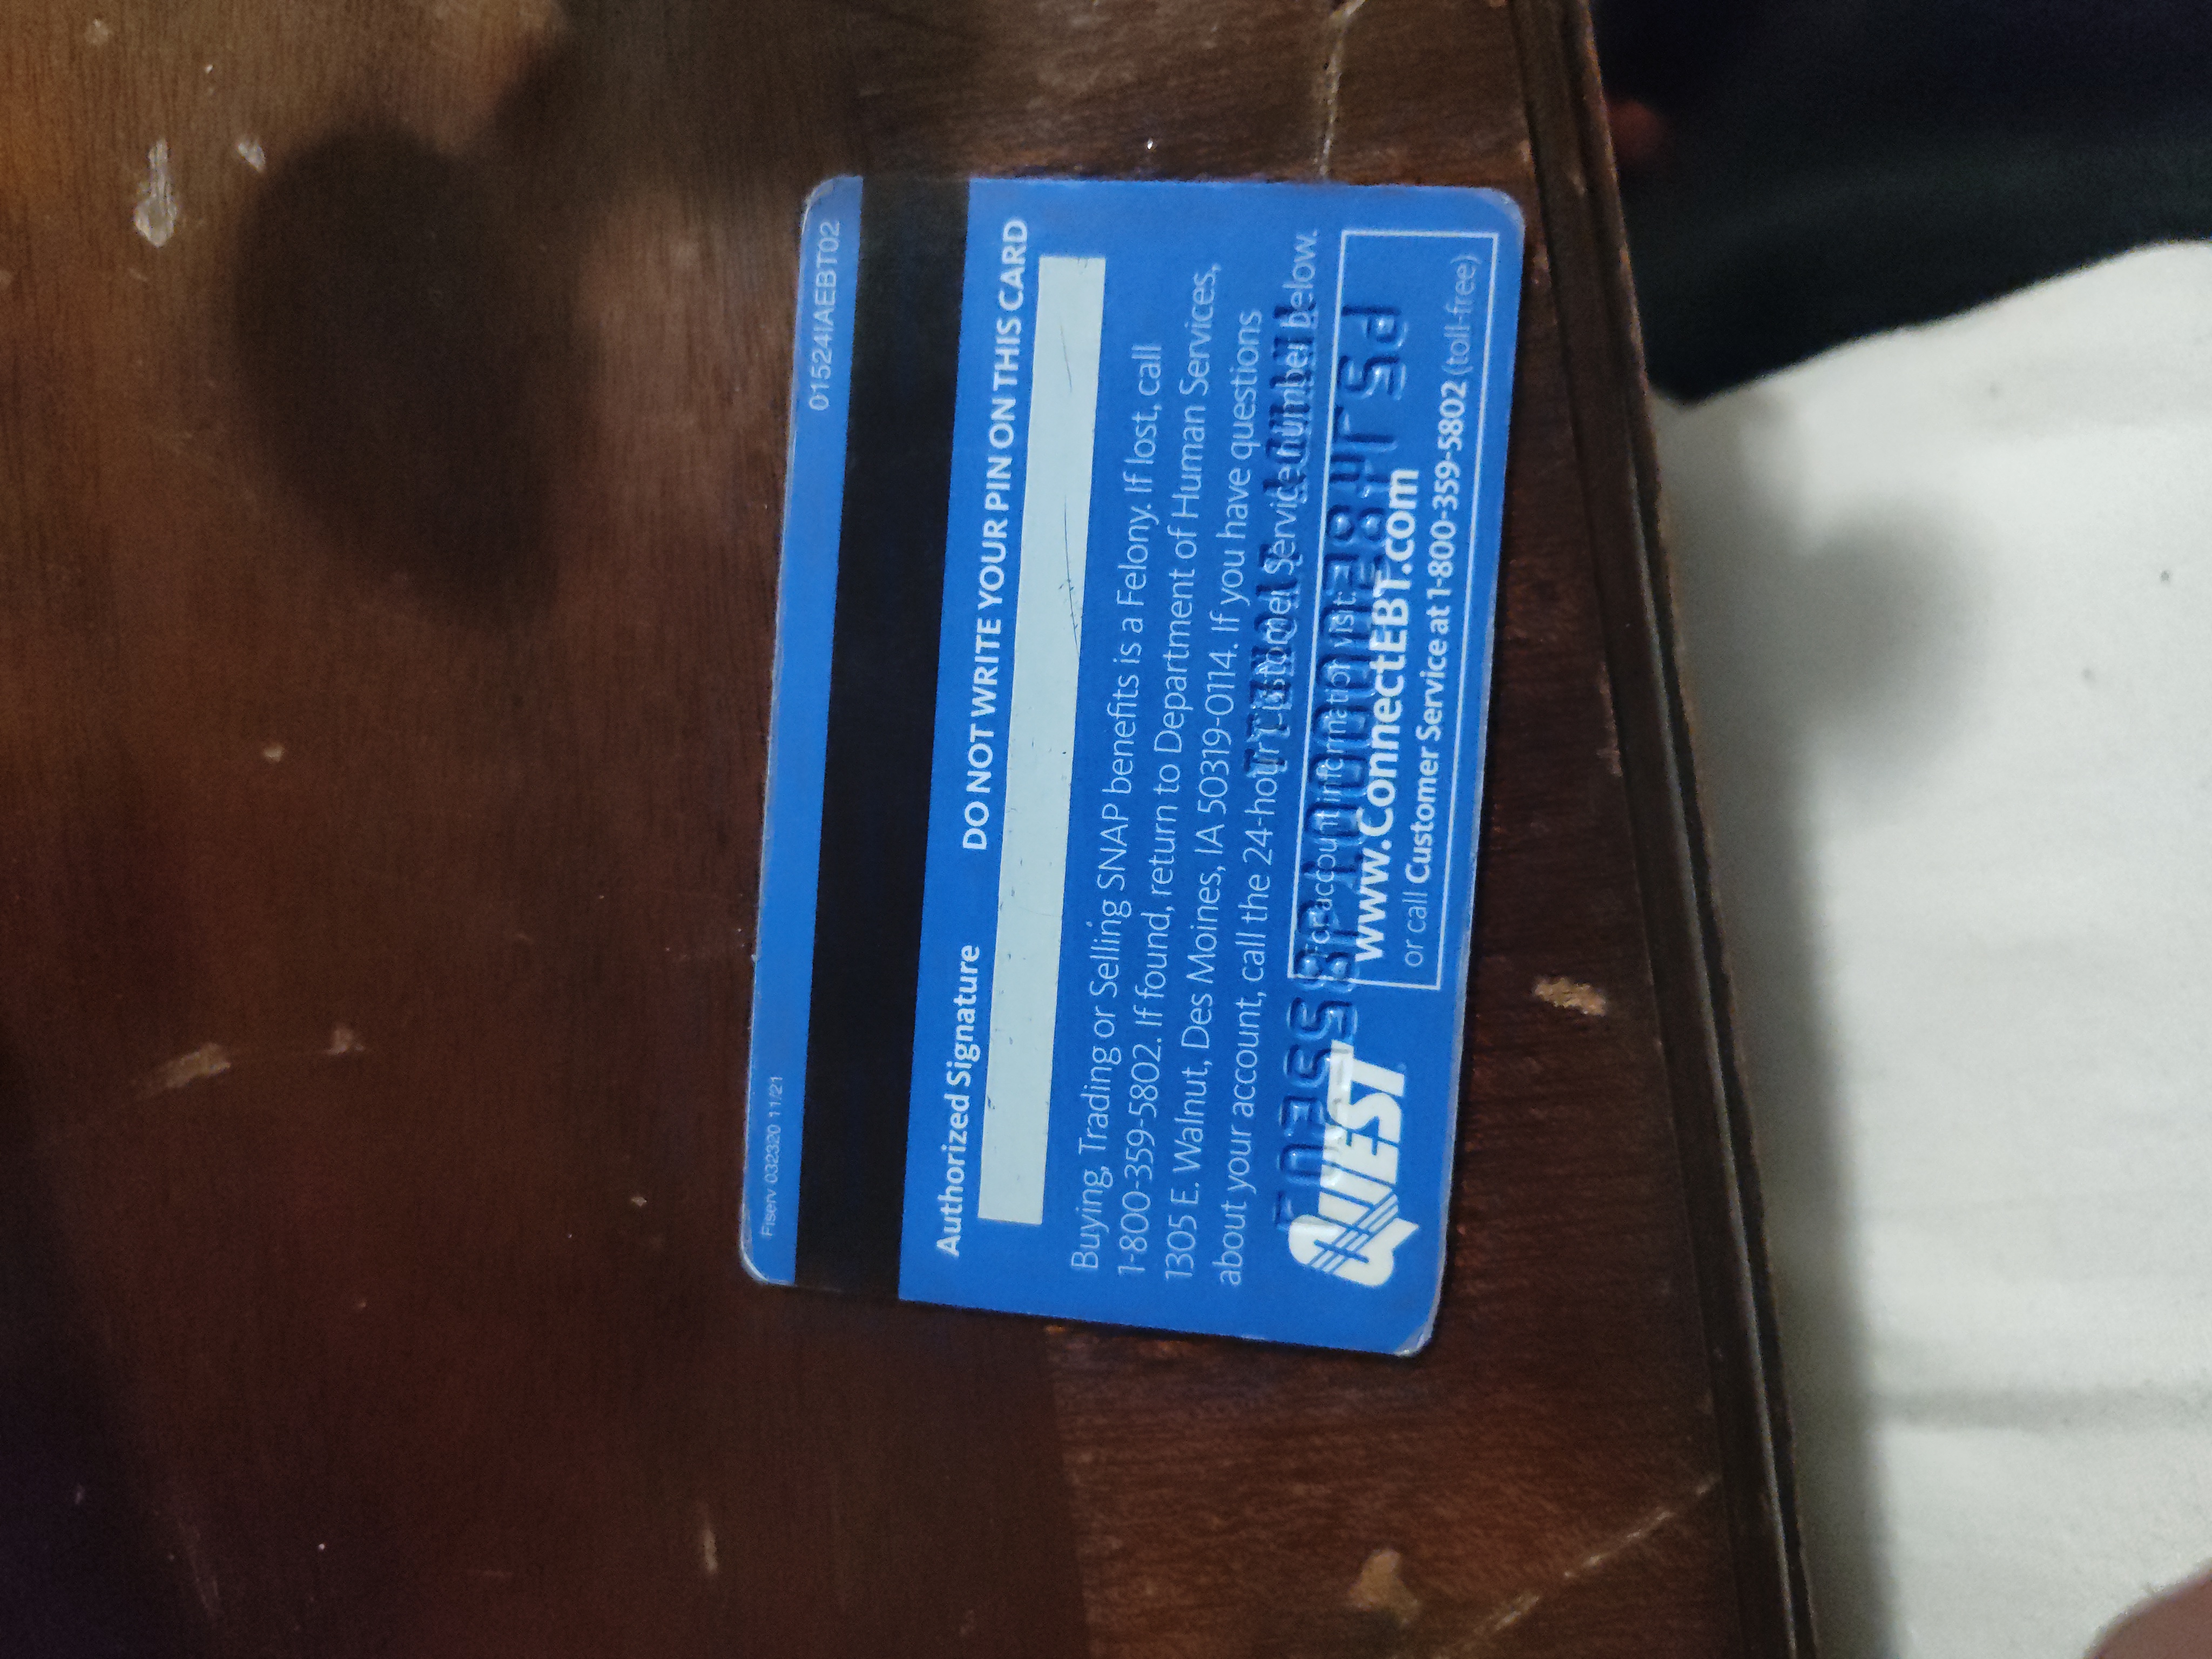 Fiserv 032320 11/21
01524IAEBT02
Authorized Signature DO NOT WRITE YOUR PIN ON THIS CARD
Buying, Trading or Selling SNAP benefits is a Felony. If lost, call
1-800-359-5802. If found, return to Department of Human Services,
1305 E. Walnut, Des Moines, IA 50319-0114. If you have questions
about your account, call the 24-hour Customer Service number below.
For account information visit:
www.ConnectEBT.com
or call Customer Service at 1-800-359-5802 (toll-free)
QUEST